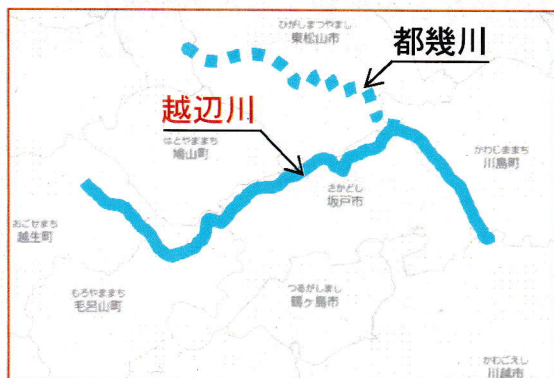 ひがしまつやまし
東松山市
都幾川
越辺川
はとやままち
鳩山町
かわじままち
川島町
さかどし
坂戸市
おごせまち
越生町
もろやままち
毛呂山町
つるがしまし
鶴ヶ島市
かわごえし
川越市